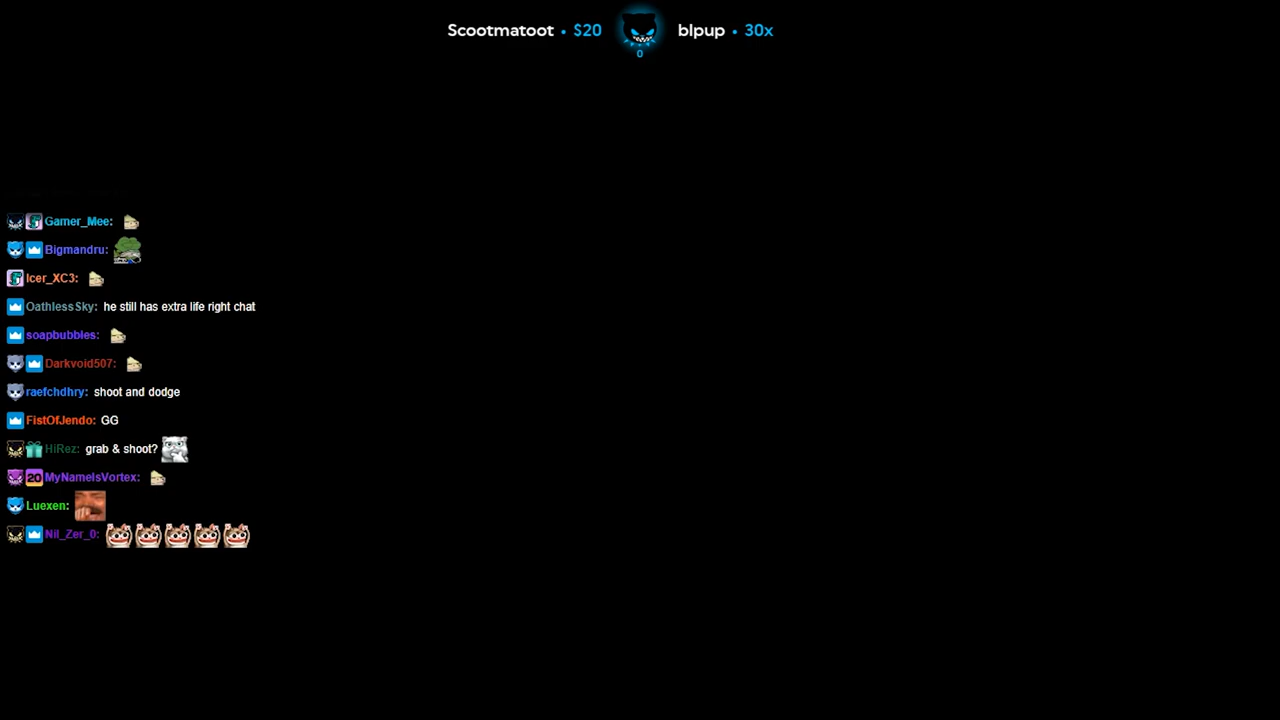 Scootmatoot • $20 blpup • 30x
0
Gamer_Mee:
Bigmandru:
Icer_XC3:
OathlessSky: he still has extra life right chat
soapbubbles:
Darkvoid507:
raefchdhry: shoot and dodge
FistOfJendo: GG
HiRez: grab & shoot?
20 MyNameIsVortex:
Luexen:
Nil_Zer_0: